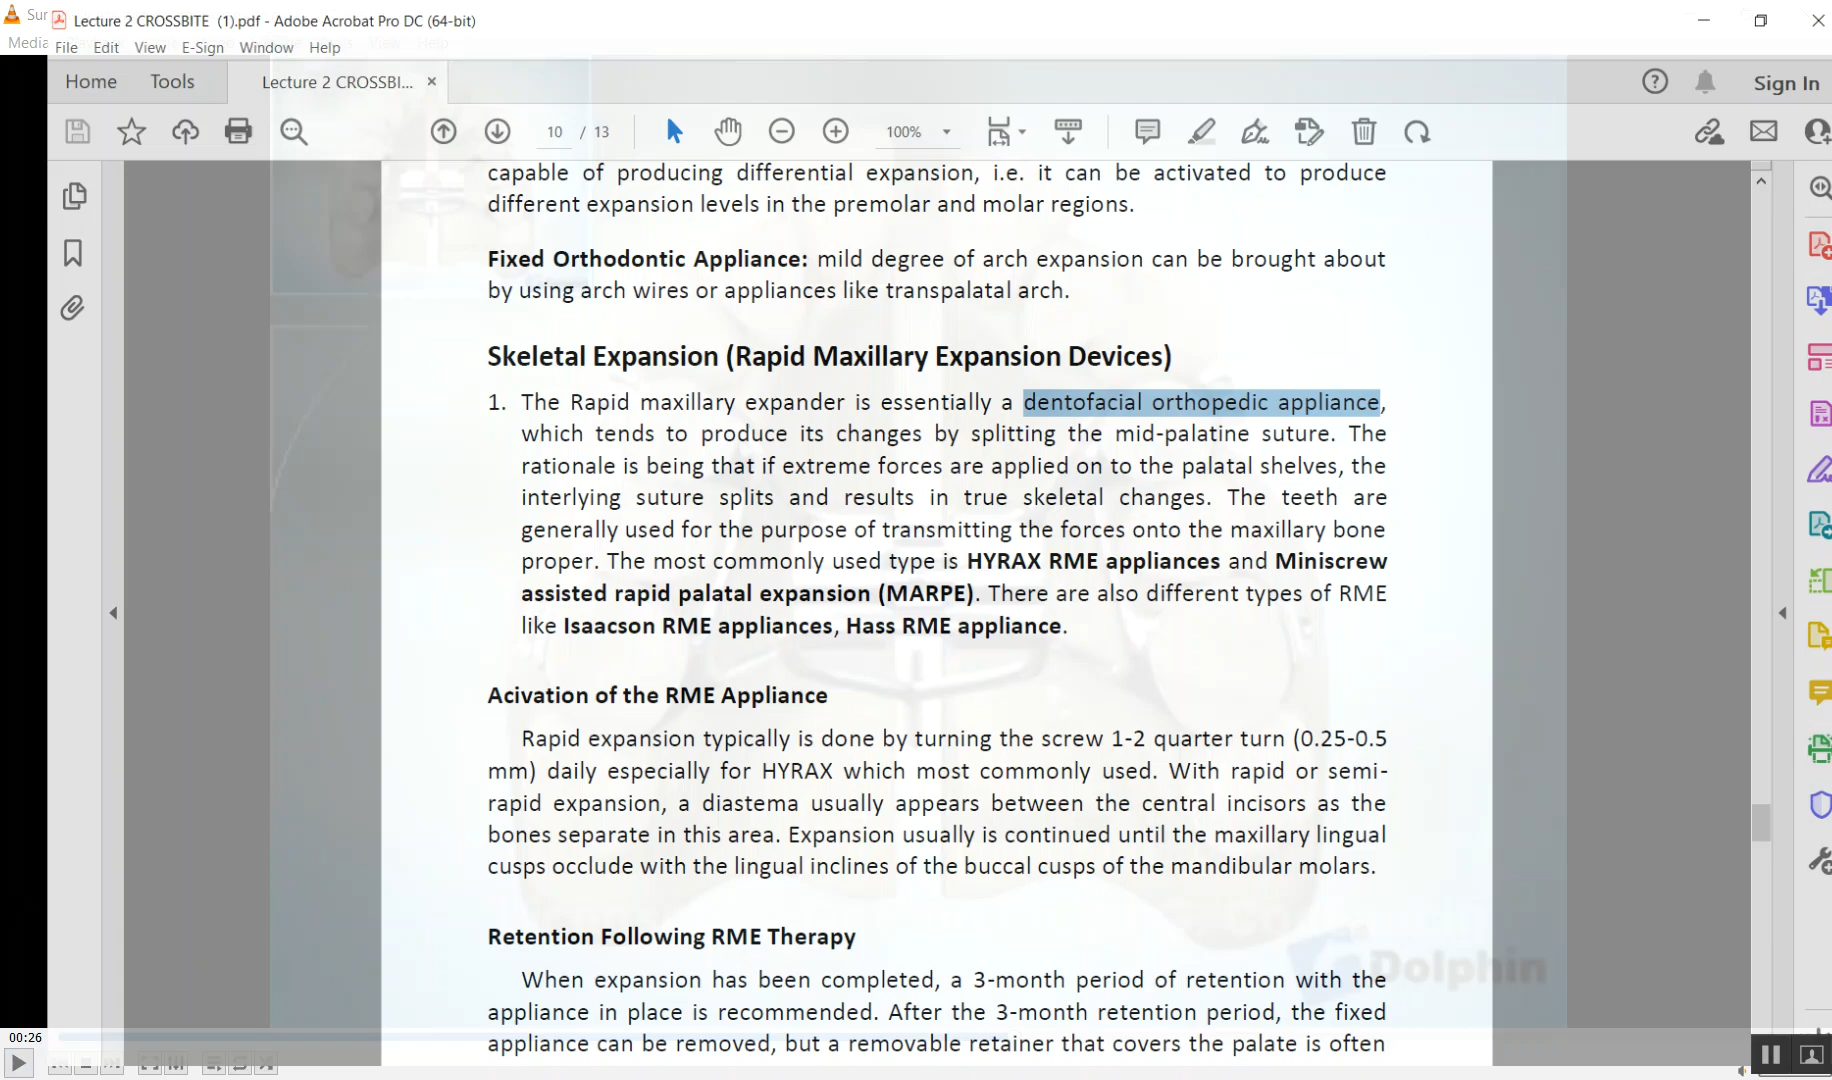 Sur
Lecture 2 CROSSBITE (1).pdf - Adobe Acrobat Pro DC (64-bit)
Media
File Edit View E-Sign Window Help
Home Tools Lecture 2 CROSSBI... ×
Sign In
10 / 13 100%
capable of producing differential expansion, i.e. it can be activated to produce
different expansion levels in the premolar and molar regions.
Fixed Orthodontic Appliance: mild degree of arch expansion can be brought about
by using arch wires or appliances like transpalatal arch.
Skeletal Expansion (Rapid Maxillary Expansion Devices)
1. The Rapid maxillary expander is essentially a dentofacial orthopedic appliance,
which tends to produce its changes by splitting the mid-palatine suture. The
rationale is being that if extreme forces are applied on to the palatal shelves, the
interlying suture splits and results in true skeletal changes. The teeth are
generally used for the purpose of transmitting the forces onto the maxillary bone
proper. The most commonly used type is HYRAX RME appliances and Miniscrew
assisted rapid palatal expansion (MARPE). There are also different types of RME
like Isaacson RME appliances, Hass RME appliance.
Acivation of the RME Appliance
Rapid expansion typically is done by turning the screw 1-2 quarter turn (0.25-0.5
mm) daily especially for HYRAX which most commonly used. With rapid or semi-
rapid expansion, a diastema usually appears between the central incisors as the
bones separate in this area. Expansion usually is continued until the maxillary lingual
cusps occlude with the lingual inclines of the buccal cusps of the mandibular molars.
Retention Following RME Therapy
Dolphin
When expansion has been completed, a 3-month period of retention with the
appliance in place is recommended. After the 3-month retention period, the fixed
appliance can be removed, but a removable retainer that covers the palate is often
00:26